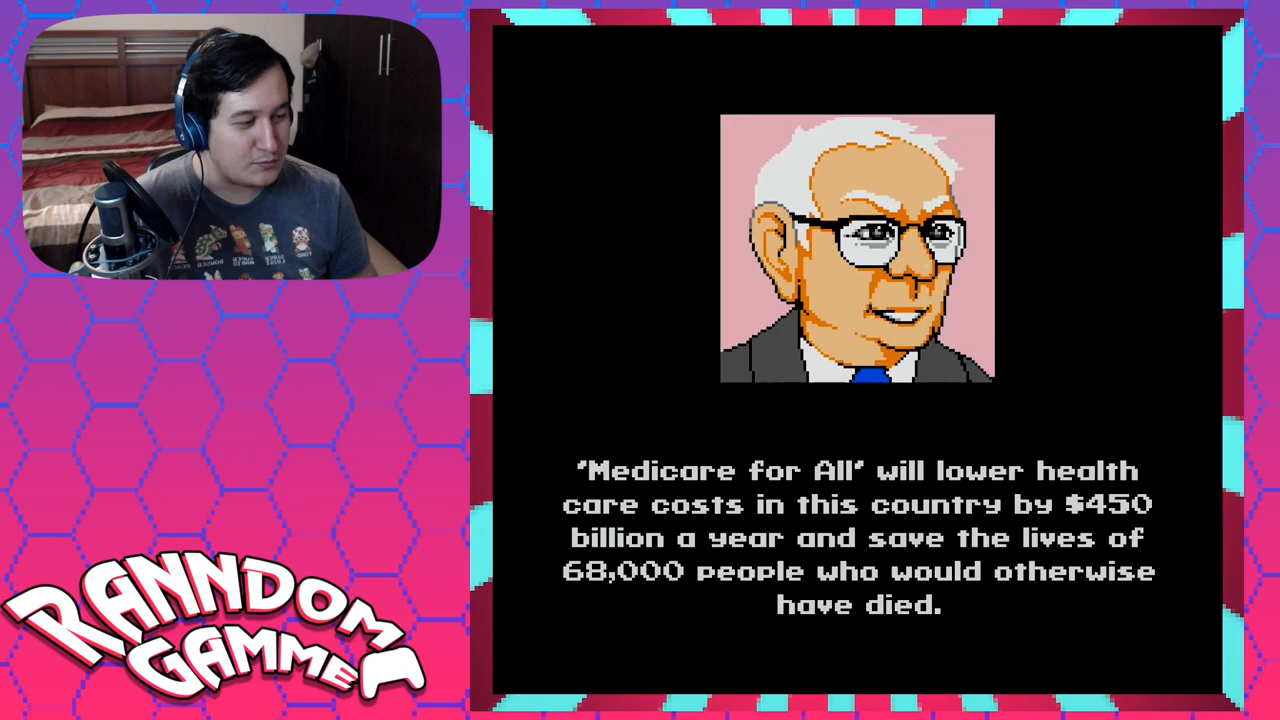 'Medicare for All' will lower health
care costs in this country by $450
billion a year and save the lives of
68,000 people who would otherwise
have died.
RANNDOM
GAMME